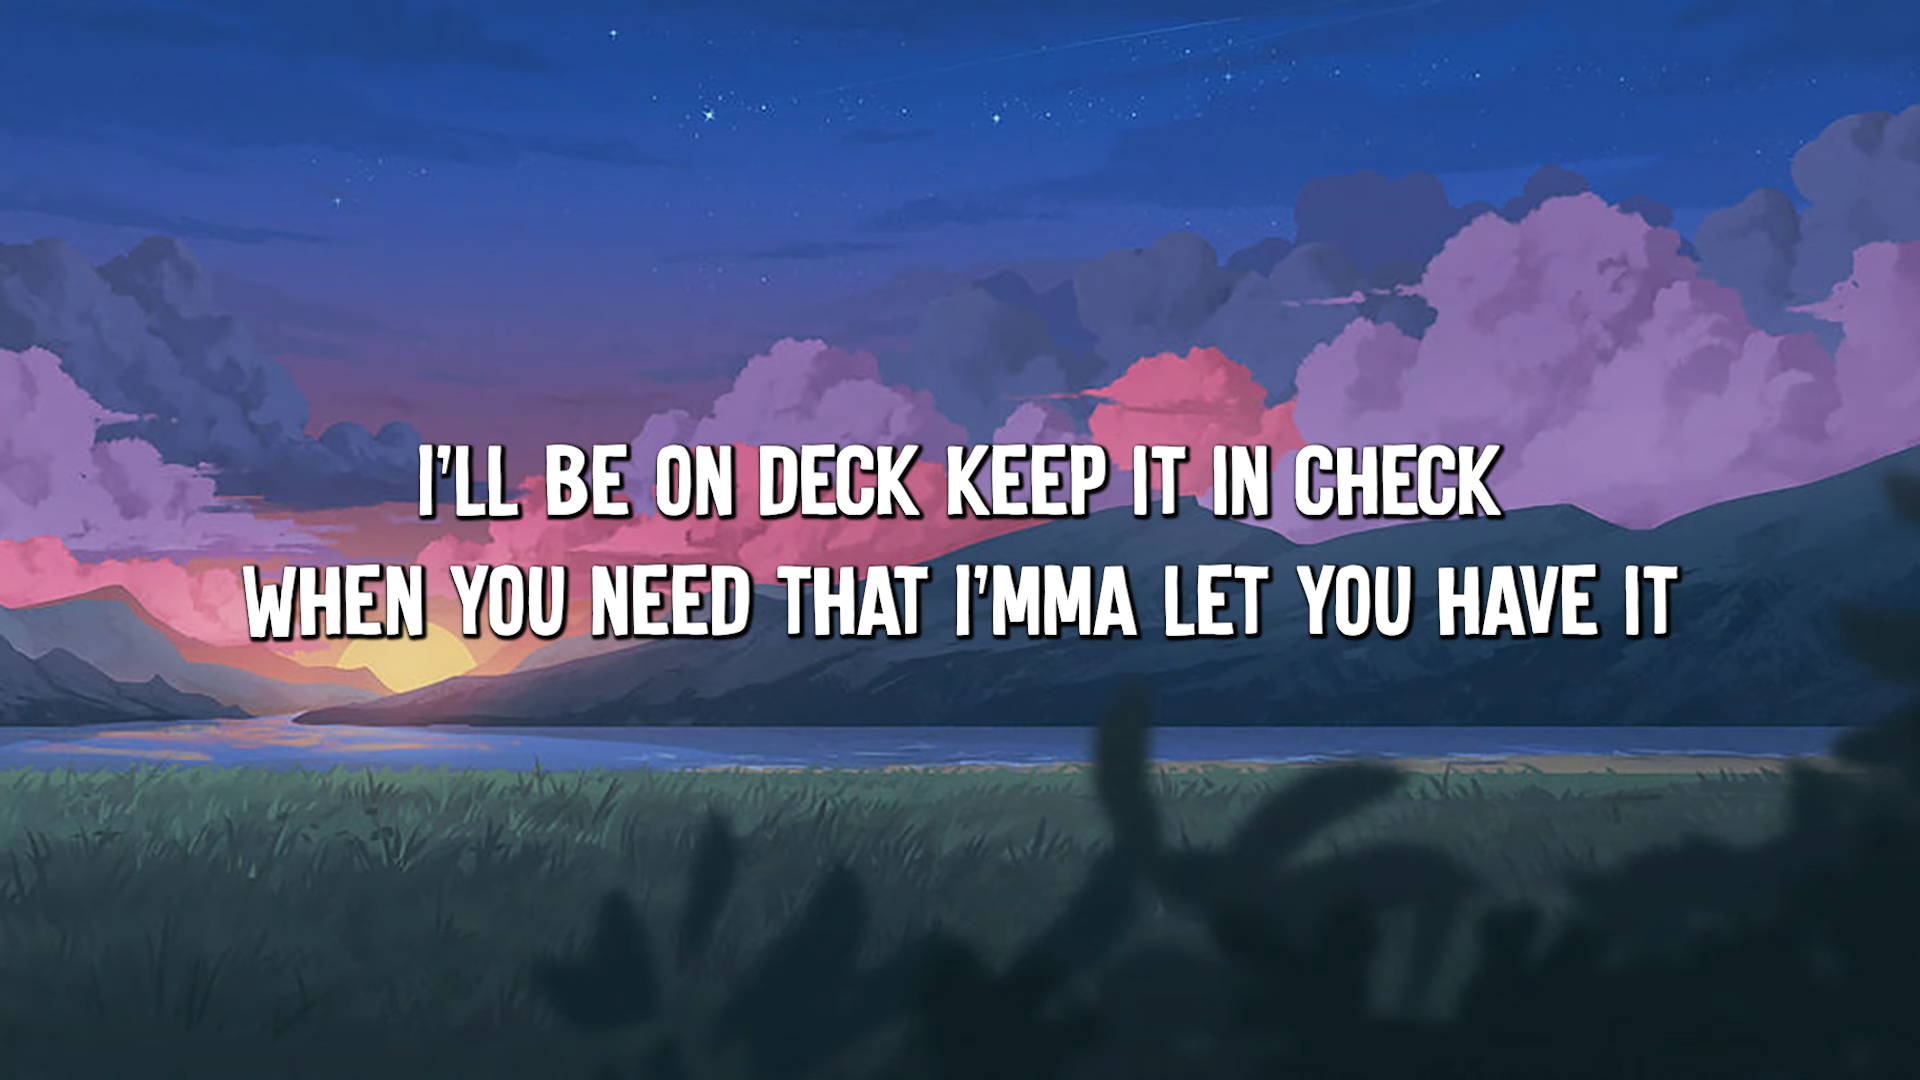 I'LL BE ON DECK KEEP IT IN CHECK
WHEN YOU NEED THAT I'MMA LET YOU HAVE IT